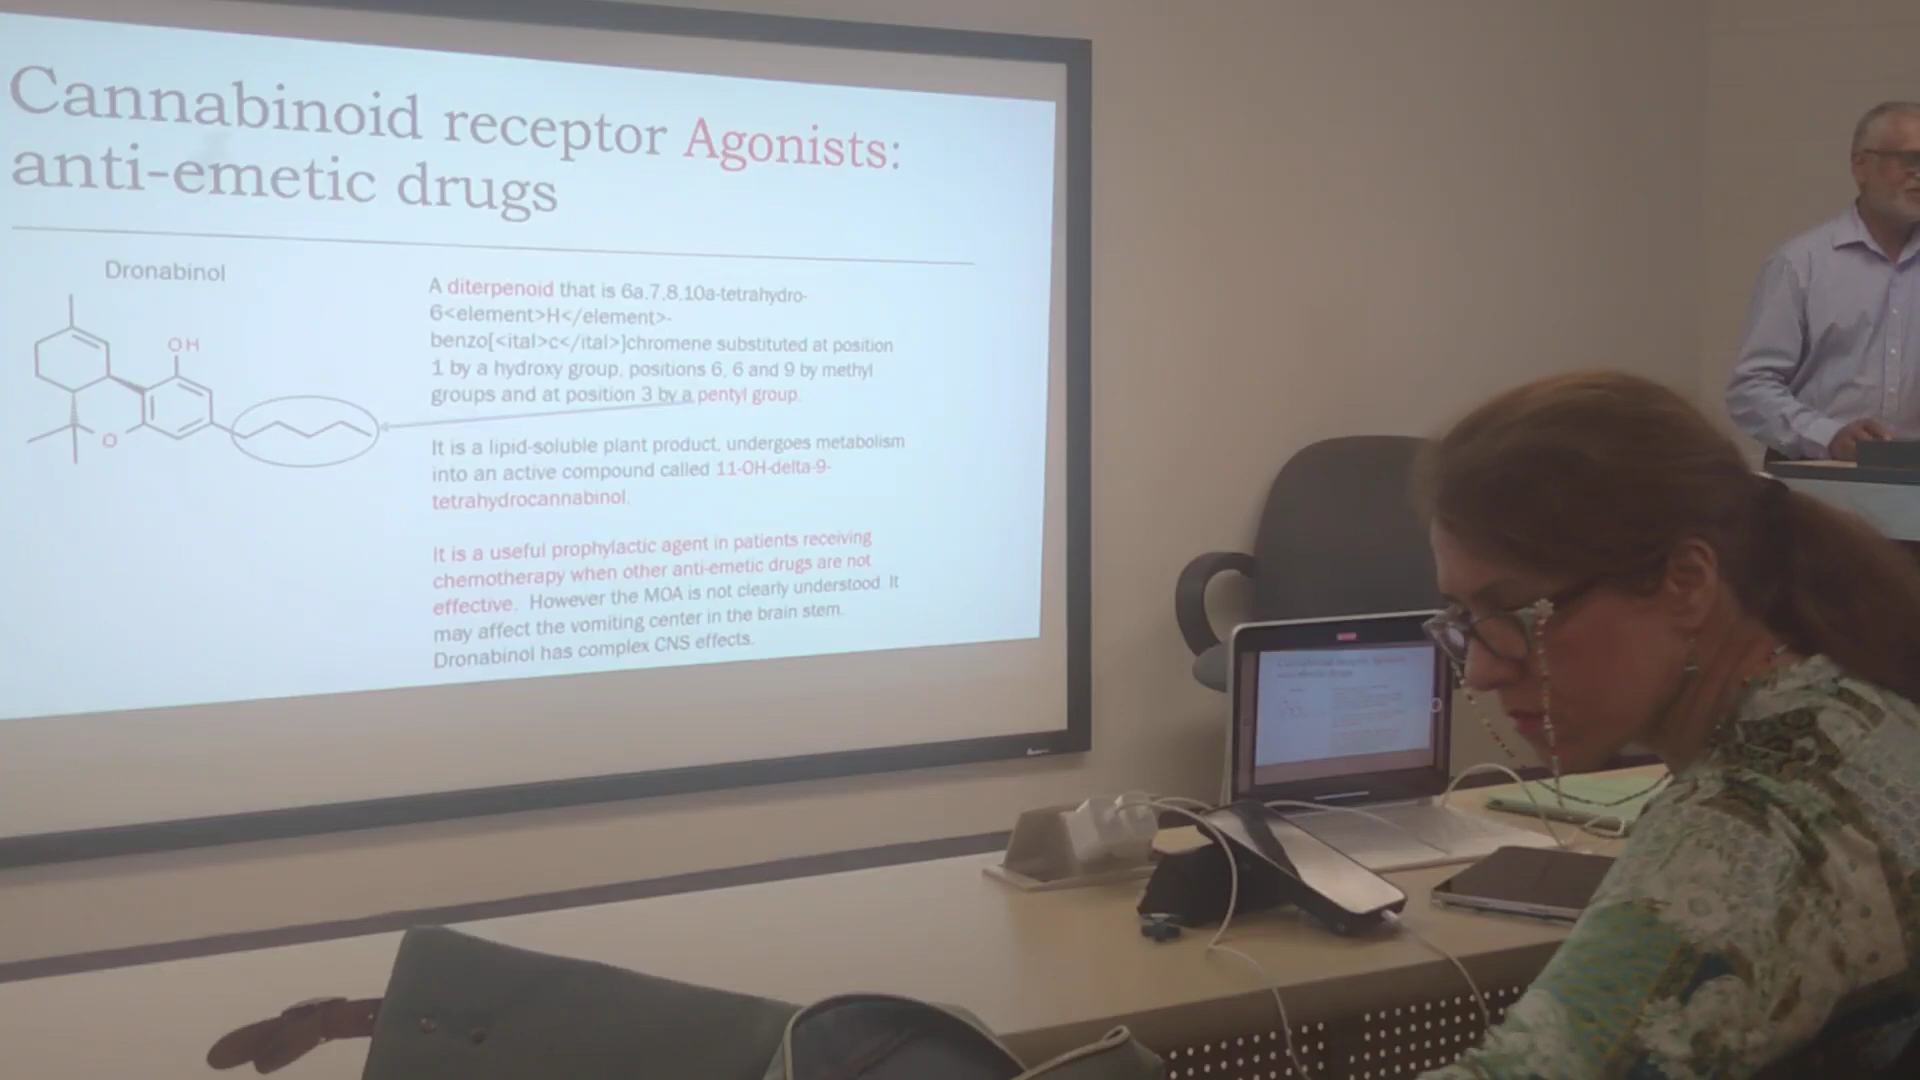 Cannabinoid receptor Agonists:
anti-emetic drugs
Dronabinol
OH
O
A diterpenoid that is 6a,7,8,10a-tetrahydro-
6<element>H</element>-
benzo[<ital>c</ital>]chromene substituted at position
1 by a hydroxy group, positions 6, 6 and 9 by methyl
groups and at position 3 by a pentyl group.
It is a lipid-soluble plant product, undergoes metabolism
into an active compound called 11-OH-delta-9-
tetrahydrocannabinol.
It is a useful prophylactic agent in patients receiving
chemotherapy when other anti-emetic drugs are not
effective. However the MOA is not clearly understood. It
may affect the vomiting center in the brain stem.
Dronabinol has complex CNS effects.